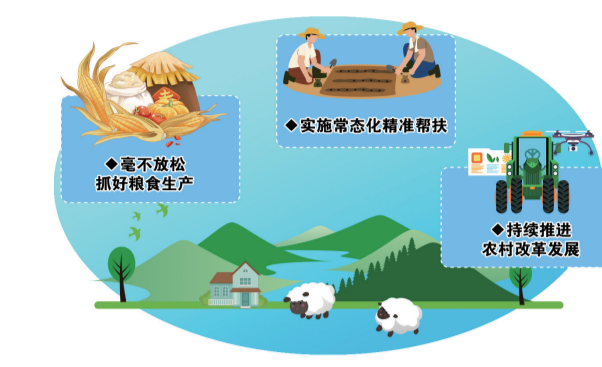 ◆毫不放松
抓好粮食生产
◆实施常态化精准帮扶
◆持续推进
农村改革发展